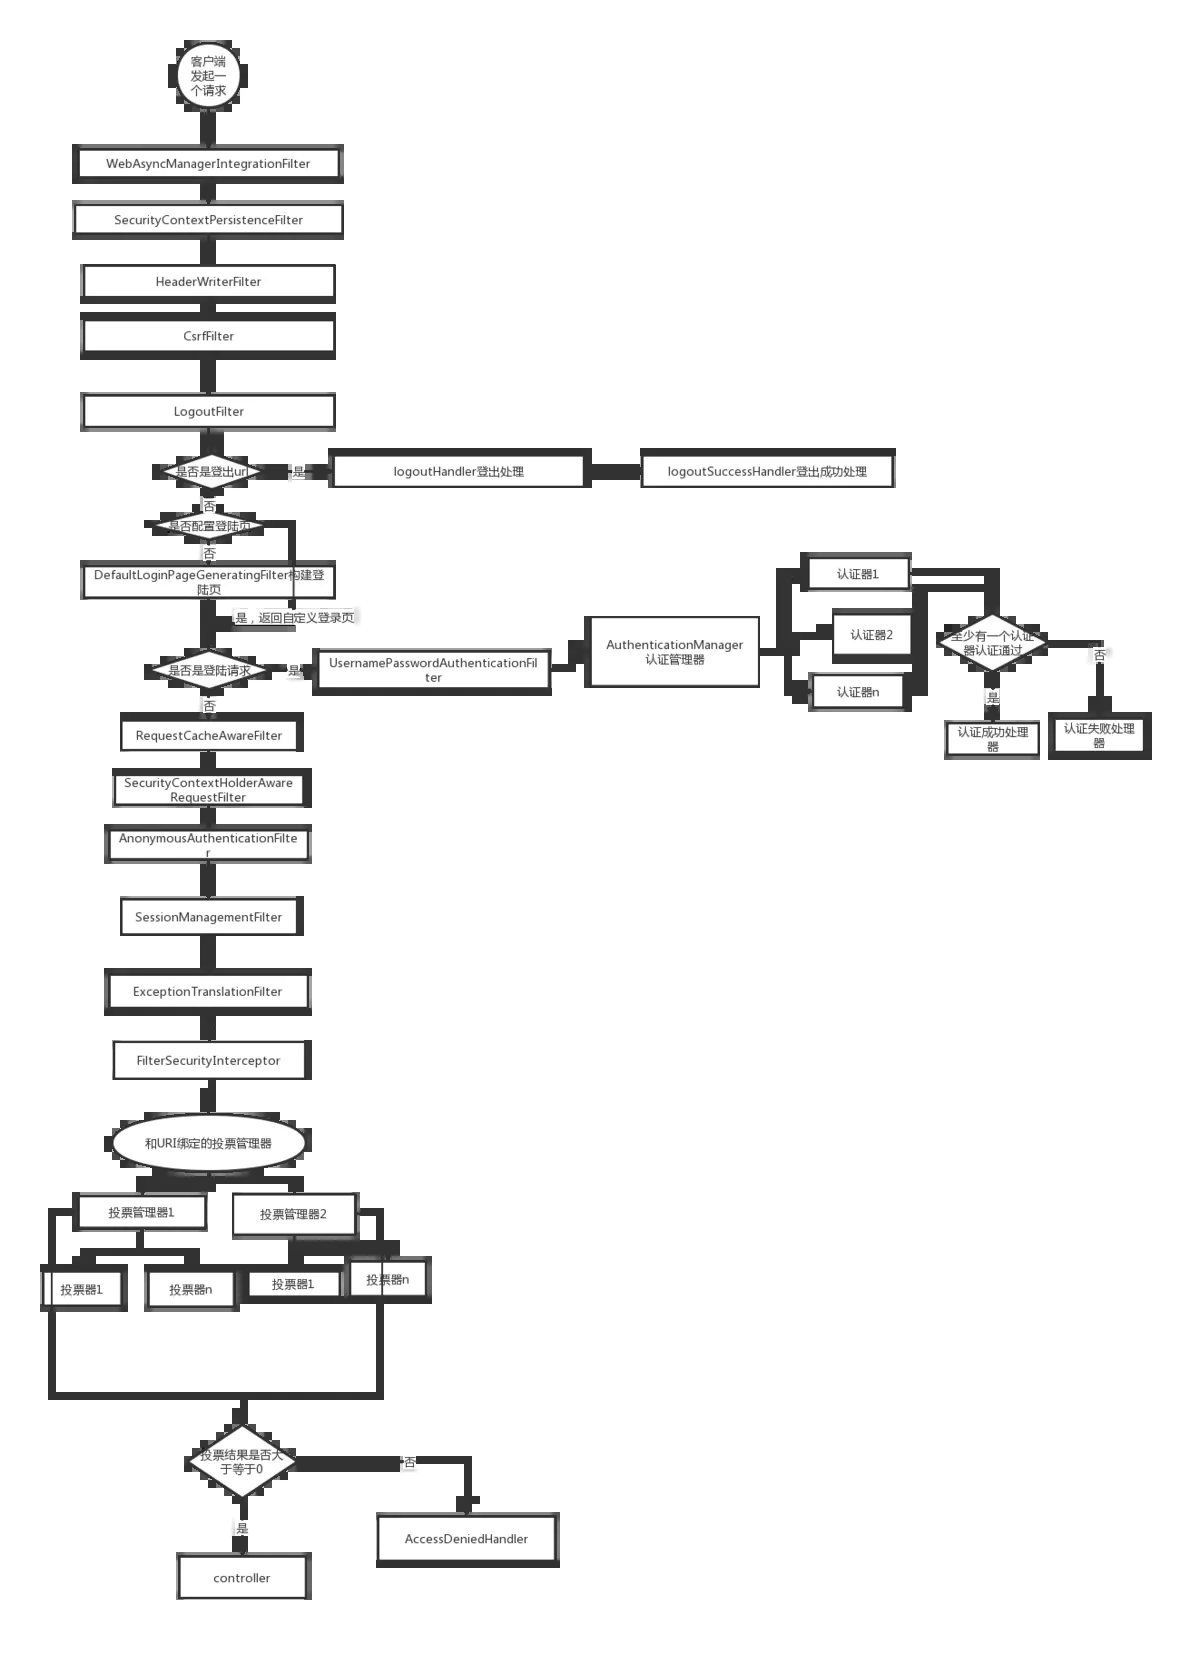 客户端
发起一
个请求
WebAsyncManagerIntegrationFilter
SecurityContextPersistenceFilter
HeaderWriterFilter
CsrfFilter
LogoutFilter
是否是登出url
是
logoutHandler登出处理
logoutSuccessHandler登出成功处理
否
是否配置登陆页
否
DefaultLoginPageGeneratingFilter构建登
陆页
是，返回自定义登录页
是否是登陆请求
是
UsernamePasswordAuthenticationFil
ter
AuthenticationManager
认证管理器
认证器1
认证器2
认证器n
至少有一个认证
器认证通过
否
是
认证成功处理
器
认证失败处理
器
否
RequestCacheAwareFilter
SecurityContextHolderAware
RequestFilter
AnonymousAuthenticationFilte
r
SessionManagementFilter
ExceptionTranslationFilter
FilterSecurityInterceptor
和URI绑定的投票管理器
投票管理器1
投票管理器2
投票器1
投票器n
投票器1
投票器n
投票结果是否大
于等于0
否
是
AccessDeniedHandler
controller